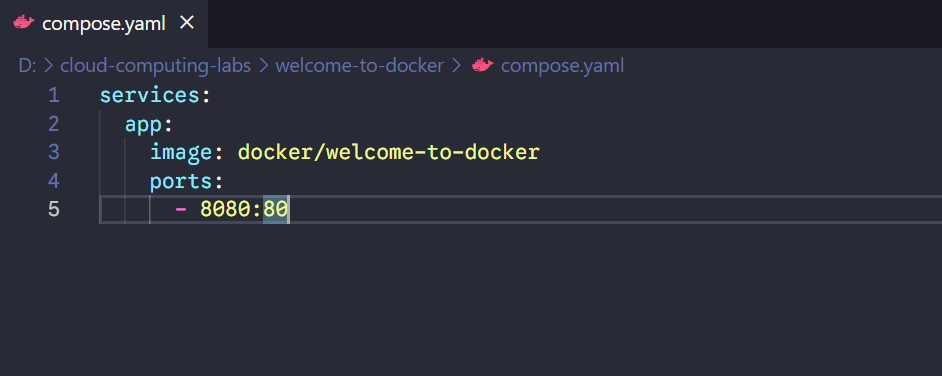 compose.yaml ×
D: > cloud-computing-labs > welcome-to-docker > compose.yaml
1 services:
2 app:
3 image: docker/welcome-to-docker
4 ports:
5 - 8080:80